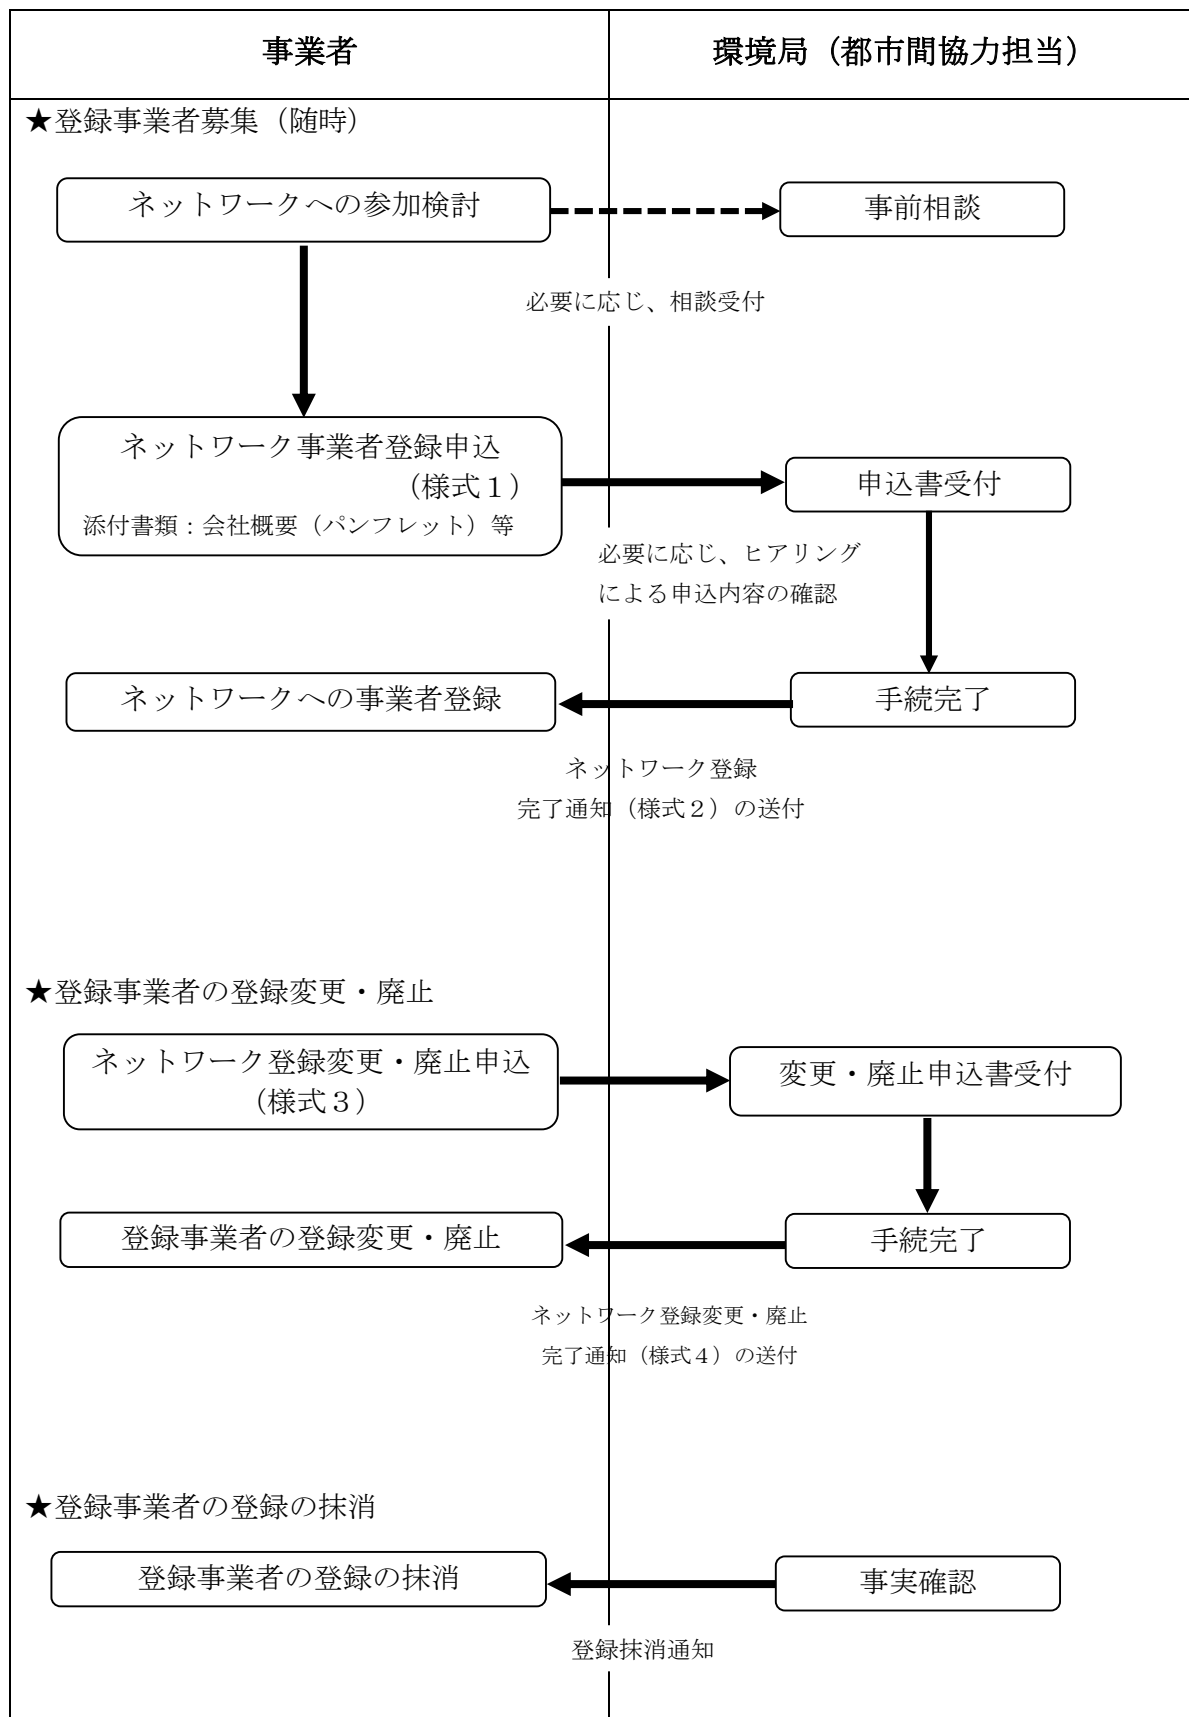 事業者
環境局（都市間協力担当）
★登録事業者募集（随時）
ネットワークへの参加検討
事前相談
必要に応じ、相談受付
ネットワーク事業者登録申込
（様式１）
添付書類：会社概要（パンフレット）等
申込書受付
必要に応じ、ヒアリング
による申込内容の確認
ネットワークへの事業者登録
手続完了
ネットワーク登録
完了通知（様式２）の送付
★登録事業者の登録変更・廃止
ネットワーク登録変更・廃止申込
（様式３）
変更・廃止申込書受付
登録事業者の登録変更・廃止
手続完了
ネットワーク登録変更・廃止
完了通知（様式４）の送付
★登録事業者の登録の抹消
登録事業者の登録の抹消
事実確認
登録抹消通知